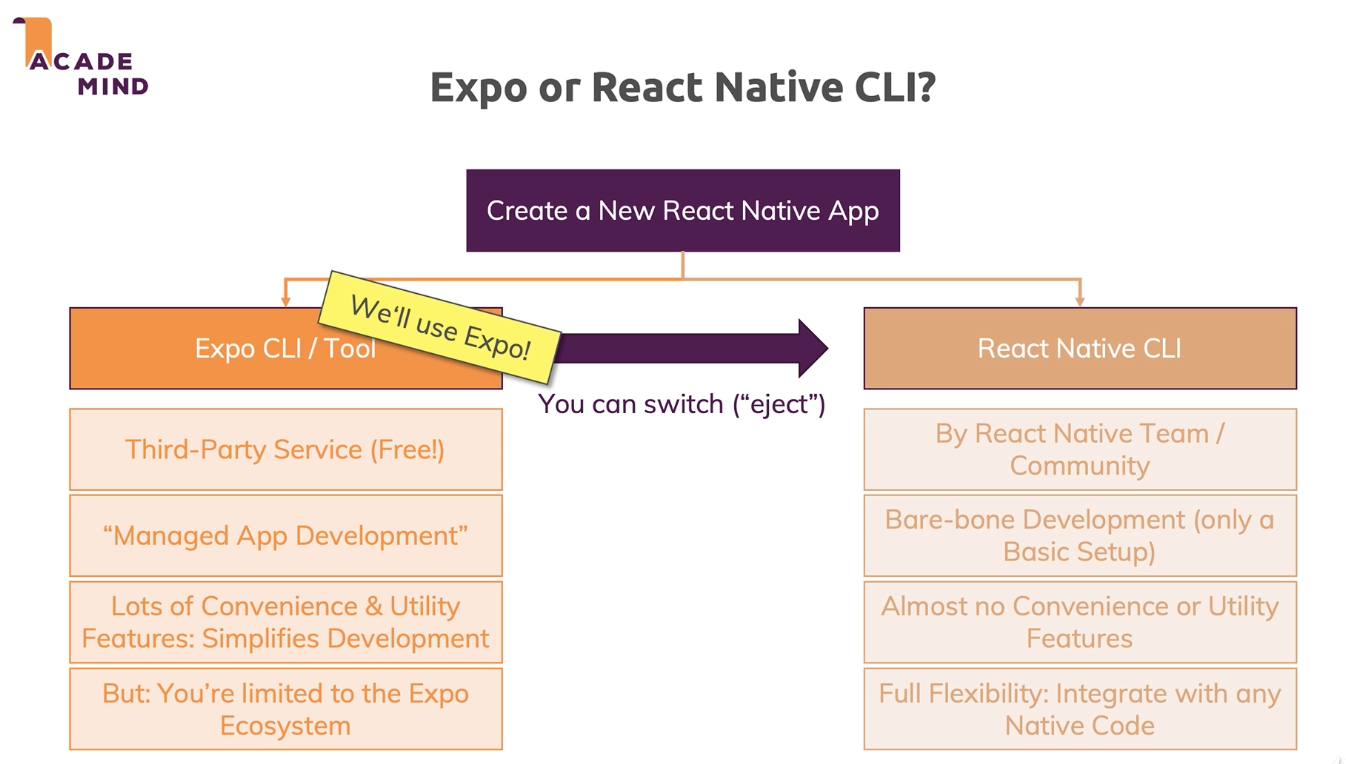 ACADE
MIND
Expo or React Native CLI?
Create a New React Native App
We‘ll use Expo!
Expo CLI / Tool
React Native CLI
You can switch (“eject”)
Third-Party Service (Free!)
“Managed App Development”
Lots of Convenience & Utility
Features: Simplifies Development
But: You’re limited to the Expo
Ecosystem
By React Native Team /
Community
Bare-bone Development (only a
Basic Setup)
Almost no Convenience or Utility
Features
Full Flexibility: Integrate with any
Native Code